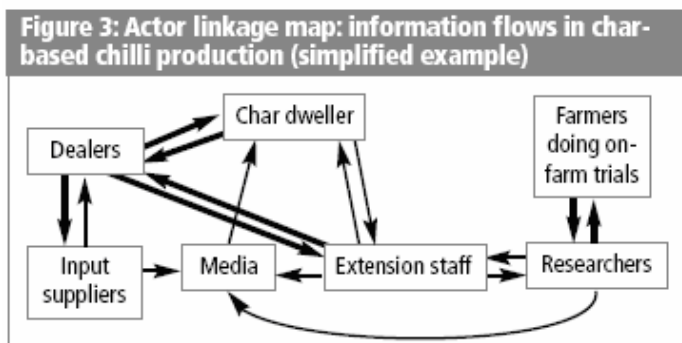 Figure 3: Actor linkage map: information flows in char-
based chilli production (simplified example)
Char dweller
Farmers
doing on-
farm trials
Dealers
Input
suppliers
Media
Extension staff
Researchers